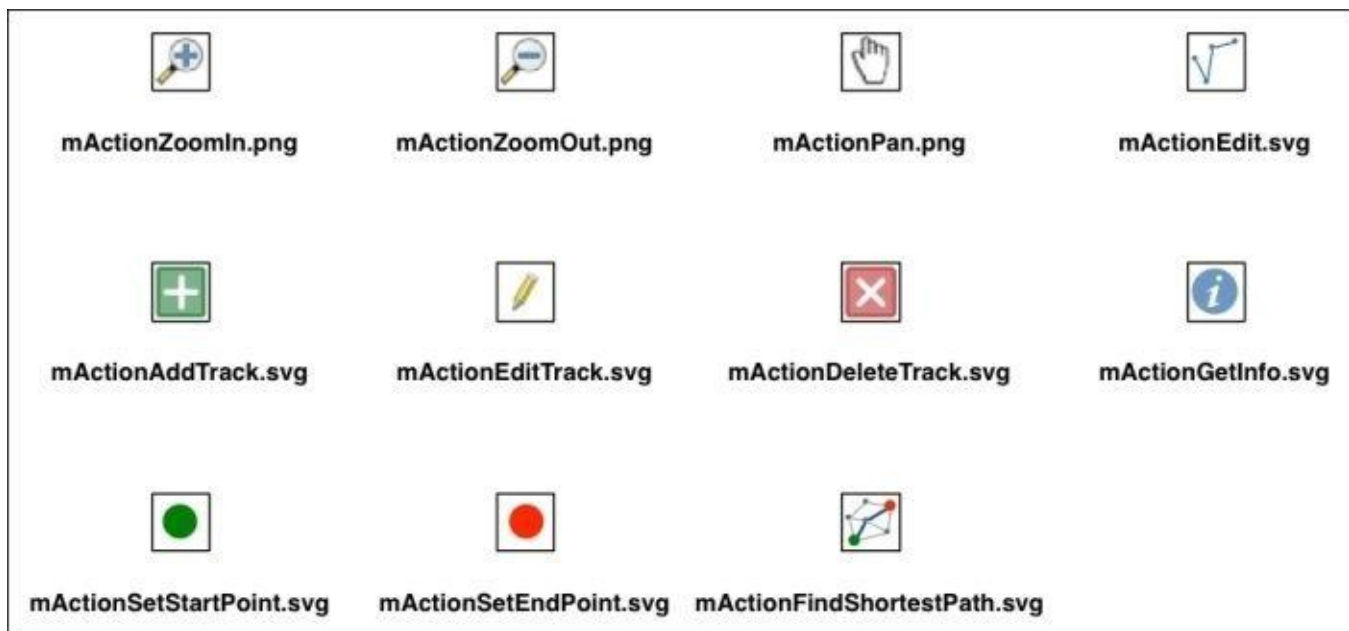 mActionZoomIn.png mActionZoomOut.png mActionPan.png mActionEdit.svg
mActionAddTrack.svg mActionEditTrack.svg mActionDeleteTrack.svg mActionGetInfo.svg
mActionSetStartPoint.svg mActionSetEndPoint.svg mActionFindShortestPath.svg